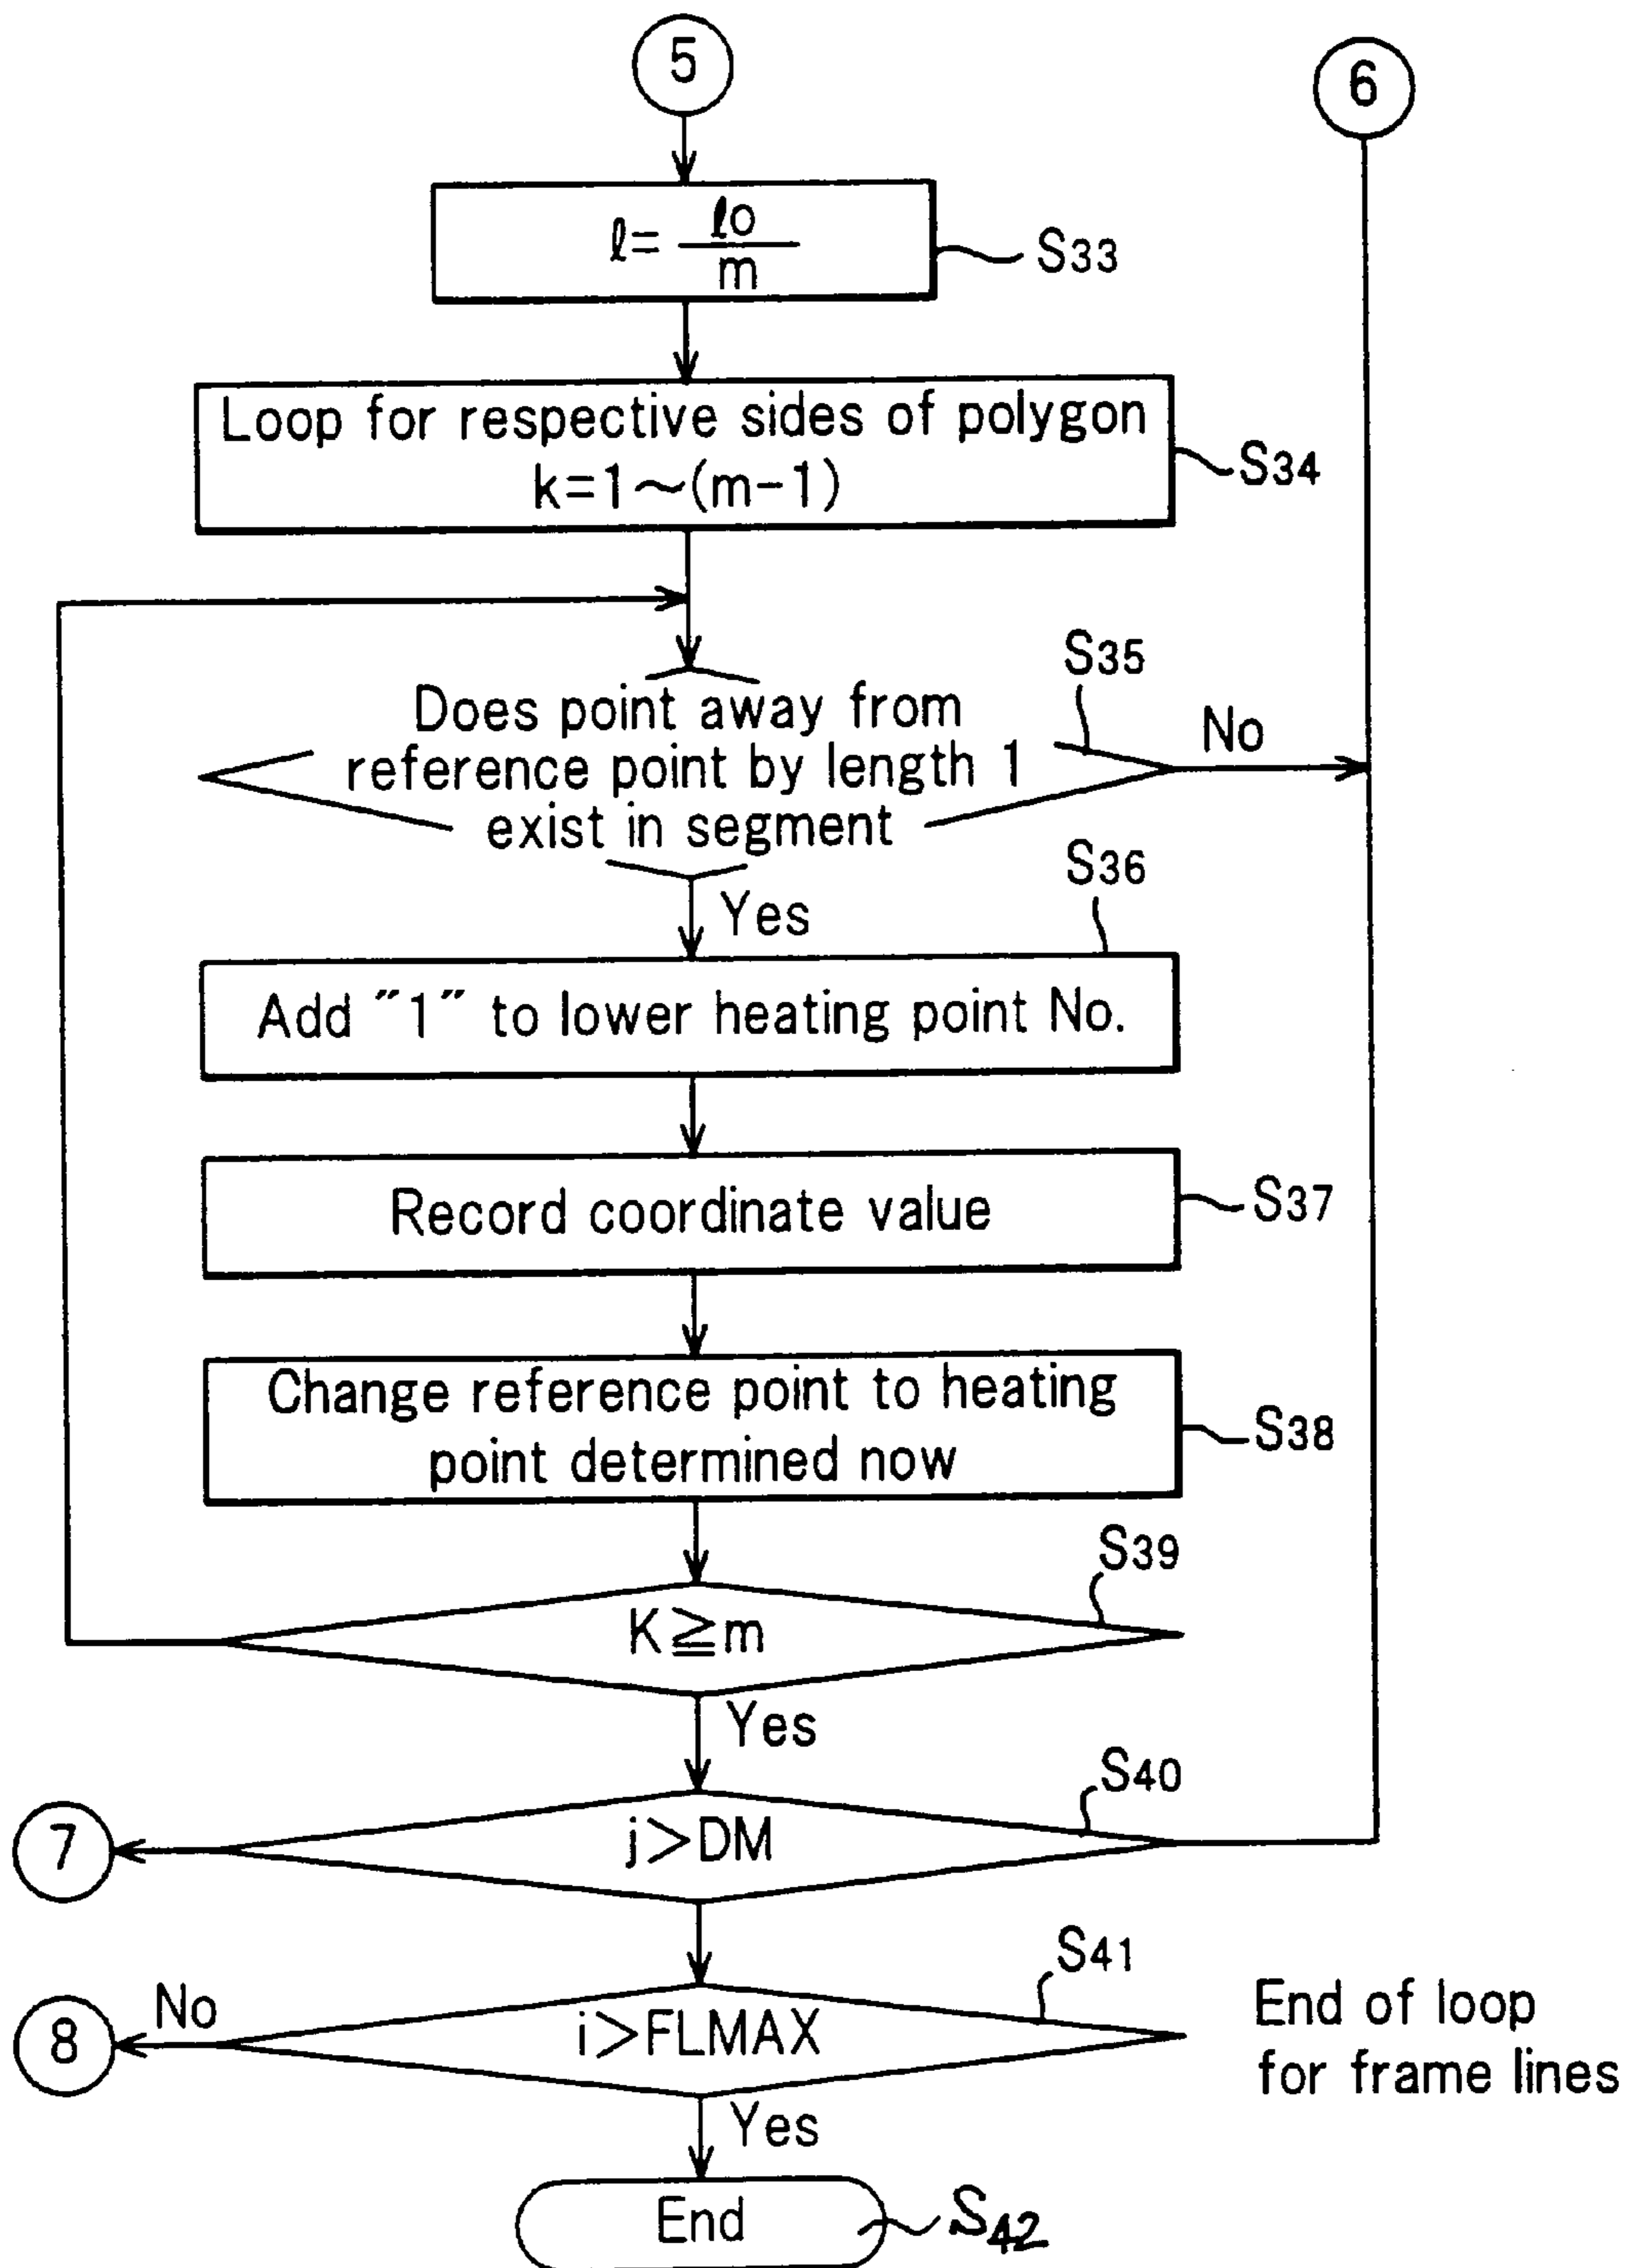 5
6
ℓ= ℓo
m
S33
Loop for respective sides of polygon
k=1~(m-1)
S34
S35
Does point away from
reference point by length 1
exist in segment
No
Yes
S36
Add "1" to lower heating point No.
Record coordinate value
S37
Change reference point to heating
point determined now
S38
S39
K≧m
Yes
S40
j>DM
7
S41
i>FLMAX
No
8
End of loop
for frame lines
Yes
End
S42